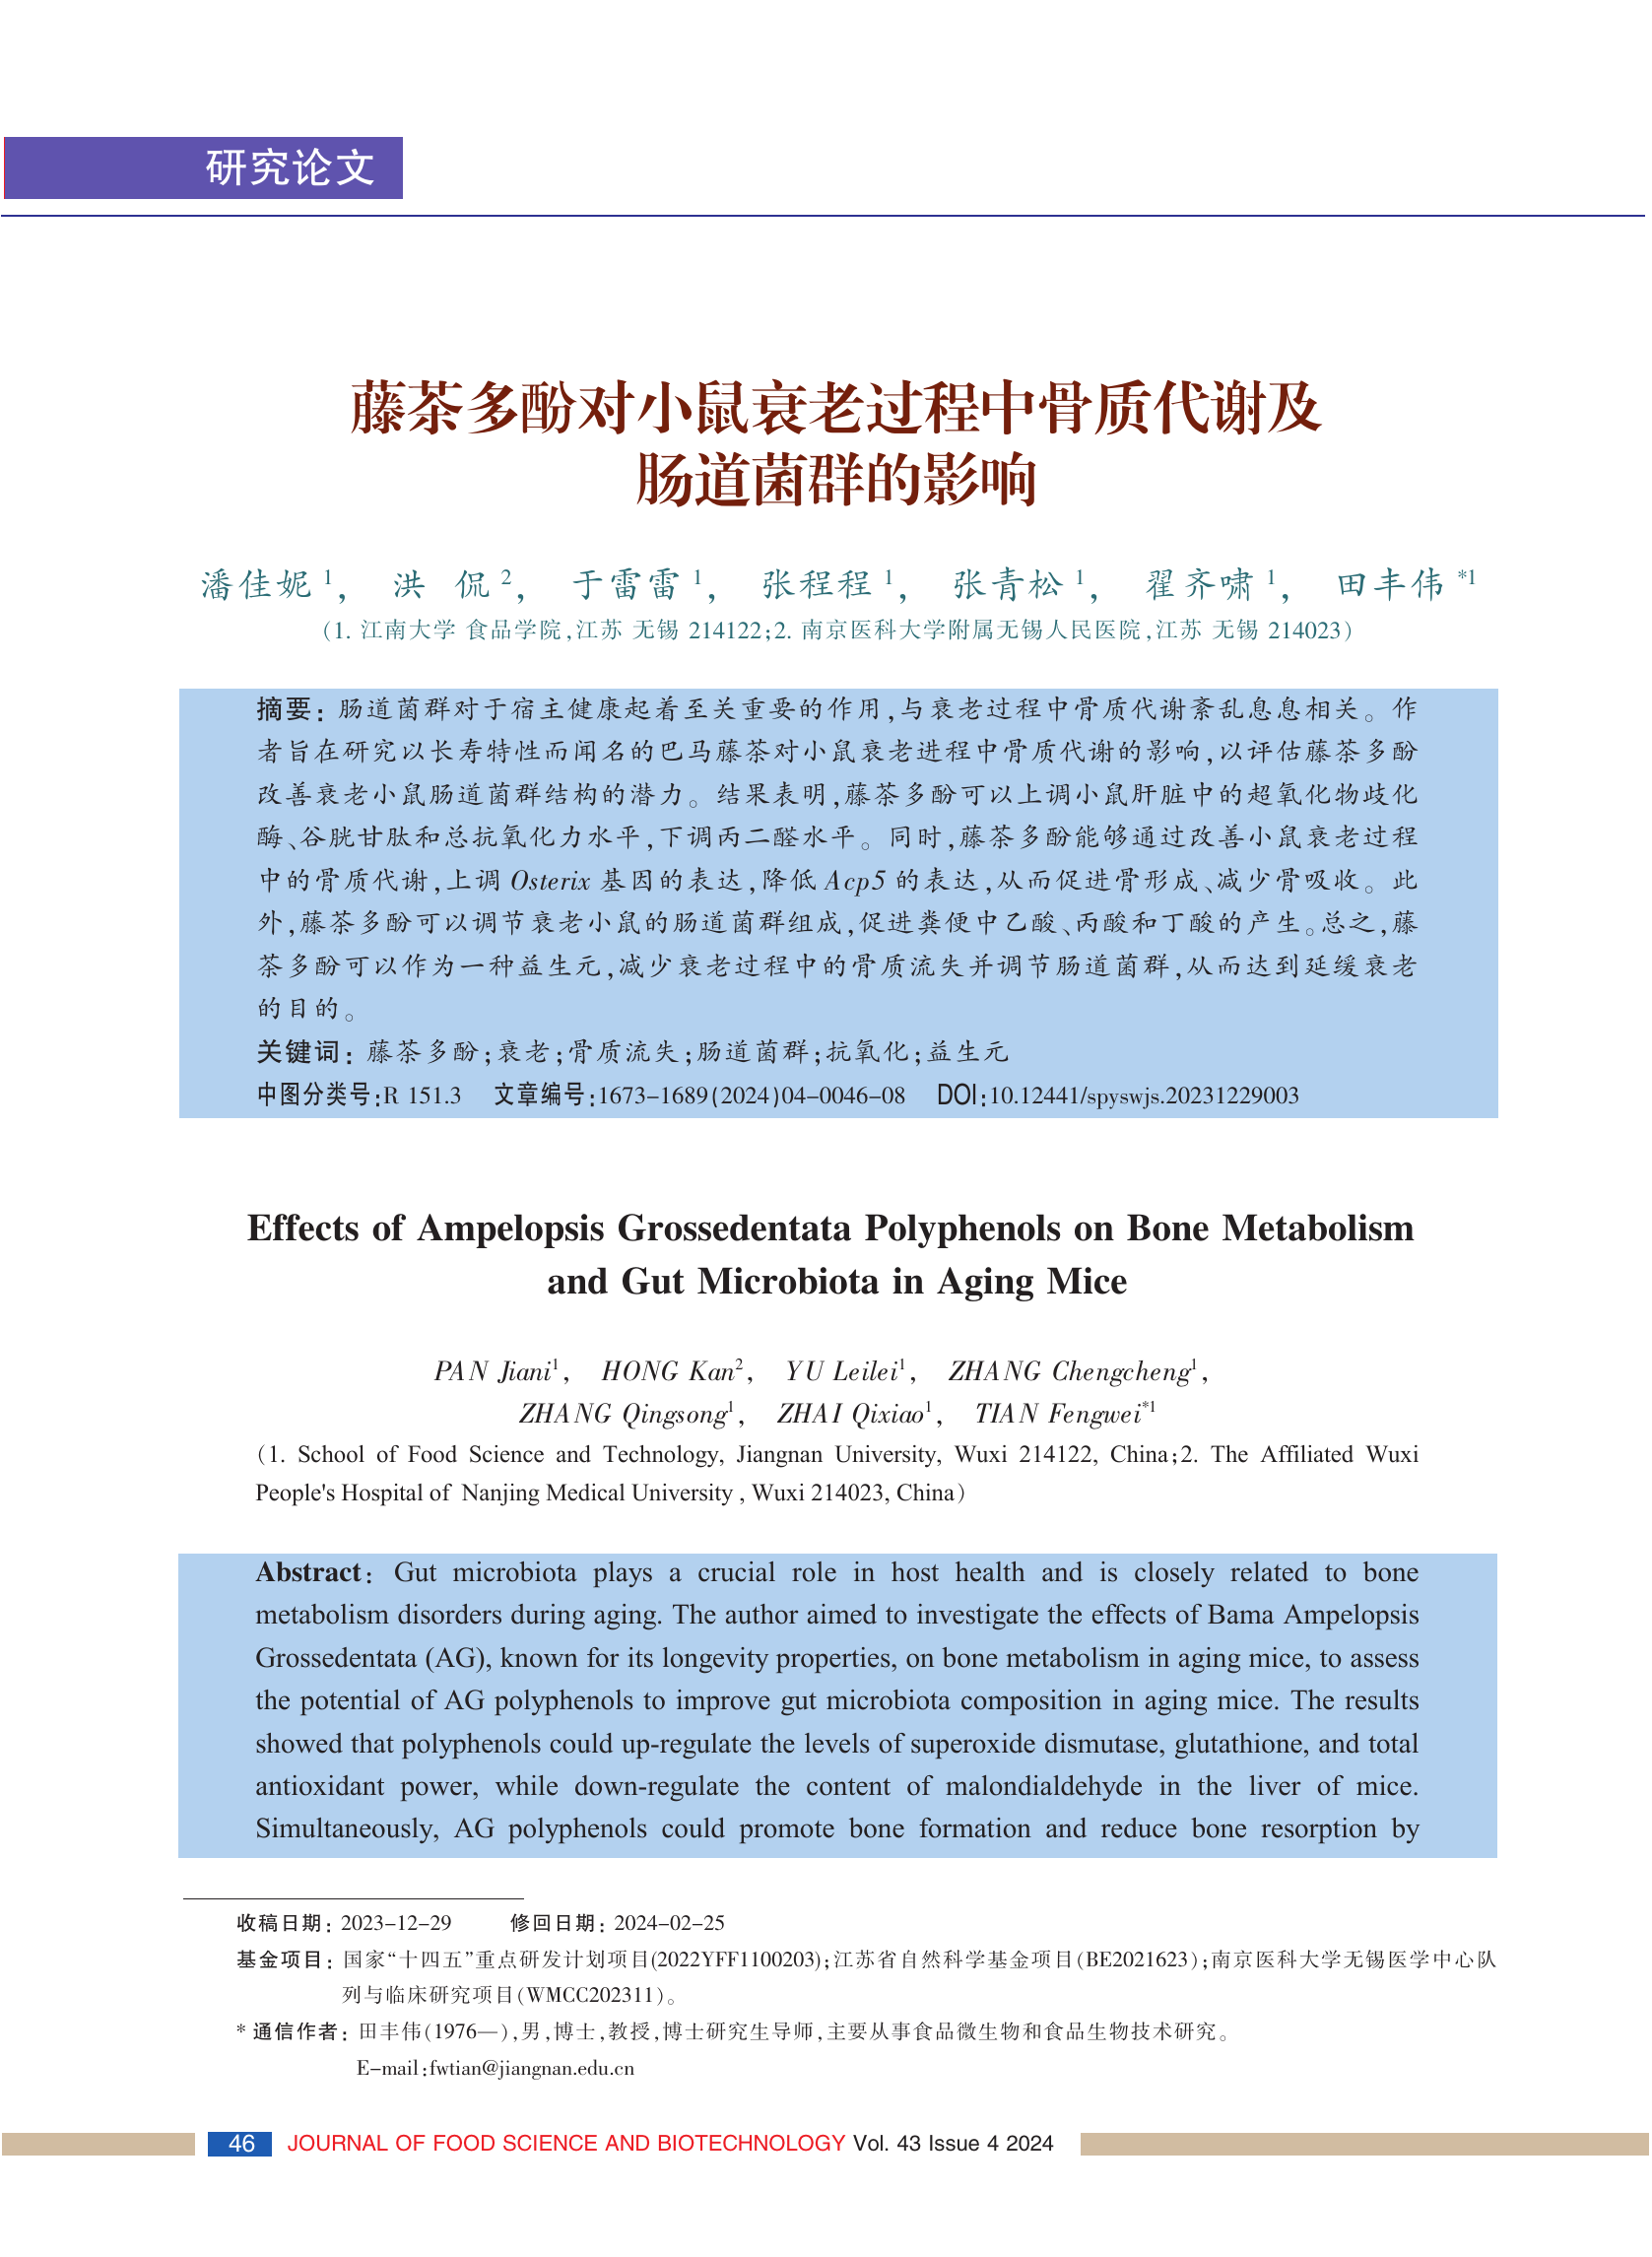 研究论文
藤茶多酚对小鼠衰老过程中骨质代谢及
肠道菌群的影响
潘佳妮1， 洪 侃2， 于雷雷1， 张程程1， 张青松1， 翟齐啸1， 田丰伟*1
(1. 江南大学 食品学院,江苏 无锡 214122;2. 南京医科大学附属无锡人民医院,江苏 无锡 214023)
摘要：肠道菌群对于宿主健康起着至关重要的作用,与衰老过程中骨质代谢紊乱息息相关。作
者旨在研究以长寿特性而闻名的巴马藤茶对小鼠衰老进程中骨质代谢的影响,以评估藤茶多酚
改善衰老小鼠肠道菌群结构的潜力。结果表明,藤茶多酚可以上调小鼠肝脏中的超氧化物歧化
酶、谷胱甘肽和总抗氧化力水平,下调丙二醛水平。同时,藤茶多酚能够通过改善小鼠衰老过程
中的骨质代谢,上调 Osterix 基因的表达,降低 Acp5 的表达,从而促进骨形成、减少骨吸收。此
外,藤茶多酚可以调节衰老小鼠的肠道菌群组成,促进粪便中乙酸、丙酸和丁酸的产生。总之,藤
茶多酚可以作为一种益生元,减少衰老过程中的骨质流失并调节肠道菌群,从而达到延缓衰老
的目的。
关键词：藤茶多酚;衰老;骨质流失;肠道菌群;抗氧化;益生元
中图分类号:R 151.3 文章编号:1673-1689(2024)04-0046-08 DOI:10.12441/spyswjs.20231229003
Effects of Ampelopsis Grossedentata Polyphenols on Bone Metabolism
and Gut Microbiota in Aging Mice
PAN Jiani1, HONG Kan2, YU Leilei1, ZHANG Chengcheng1,
ZHANG Qingsong1, ZHAI Qixiao1, TIAN Fengwei*1
(1. School of Food Science and Technology, Jiangnan University, Wuxi 214122, China;2. The Affiliated Wuxi
People's Hospital of Nanjing Medical University , Wuxi 214023, China)
Abstract: Gut microbiota plays a crucial role in host health and is closely related to bone
metabolism disorders during aging. The author aimed to investigate the effects of Bama Ampelopsis
Grossedentata (AG), known for its longevity properties, on bone metabolism in aging mice, to assess
the potential of AG polyphenols to improve gut microbiota composition in aging mice. The results
showed that polyphenols could up-regulate the levels of superoxide dismutase, glutathione, and total
antioxidant power, while down-regulate the content of malondialdehyde in the liver of mice.
Simultaneously, AG polyphenols could promote bone formation and reduce bone resorption by
收稿日期：2023-12-29 修回日期：2024-02-25
基金项目：国家“十四五”重点研发计划项目(2022YFF1100203);江苏省自然科学基金项目(BE2021623);南京医科大学无锡医学中心队
列与临床研究项目(WMCC202311)。
* 通信作者：田丰伟(1976—),男,博士,教授,博士研究生导师,主要从事食品微生物和食品生物技术研究。
E-mail:fwtian@jiangnan.edu.cn
46 JOURNAL OF FOOD SCIENCE AND BIOTECHNOLOGY Vol. 43 Issue 4 2024